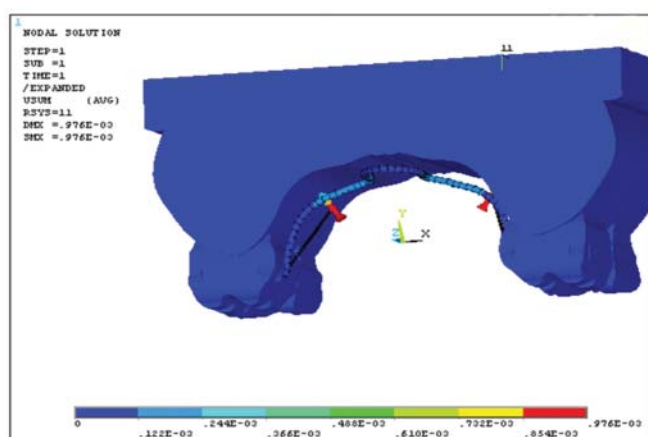 1
NODAL SOLUTION
STEP=1
SUB =1
TIME=1
/EXPANDED
USUM (AVG)
RSYS=11
DMX =.976E-03
SMX =.976E-03
11
Y
Z X
0 .244E-03 .488E-03 .732E-03 .976E-03
.122E-03 .366E-03 .610E-03 .854E-03